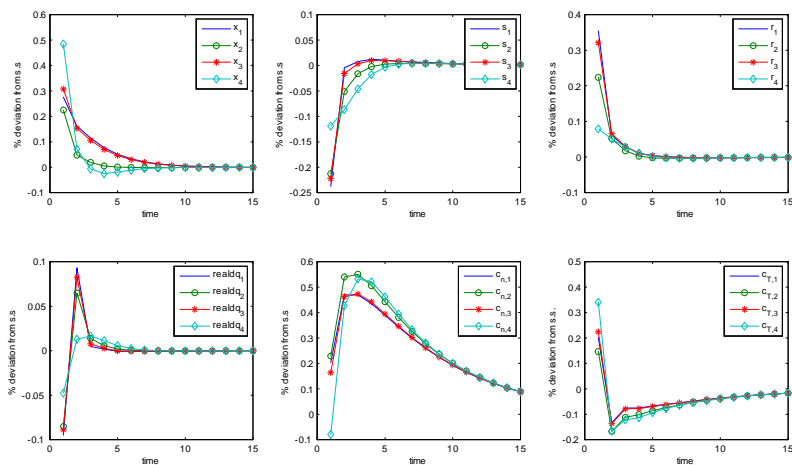 0.6
0.5
0.4
0.3
0.2
0.1
0
-0.1
0 5 10 15
time
% deviation from s.s
x1
x2
x3
x4
0.05
0
-0.05
-0.1
-0.15
-0.2
-0.25
0 5 10 15
time
% deviation from s.s
s1
s2
s3
s4
0.4
0.3
0.2
0.1
0
-0.1
0 5 10 15
time
% deviation from s.s
r1
r2
r3
r4
0.1
0.05
0
-0.05
-0.1
0 5 10 15
time
% deviation from s.s
realdq1
realdq2
realdq3
realdq4
0.6
0.5
0.4
0.3
0.2
0.1
0
-0.1
0 5 10 15
time
% deviation from s.s
cn,1
cn,2
cn,3
cn,4
0.5
0.4
0.3
0.2
0.1
0
-0.1
-0.2
0 5 10 15
time
% deviation from s.s.
cT,1
cT,2
cT,3
cT,4